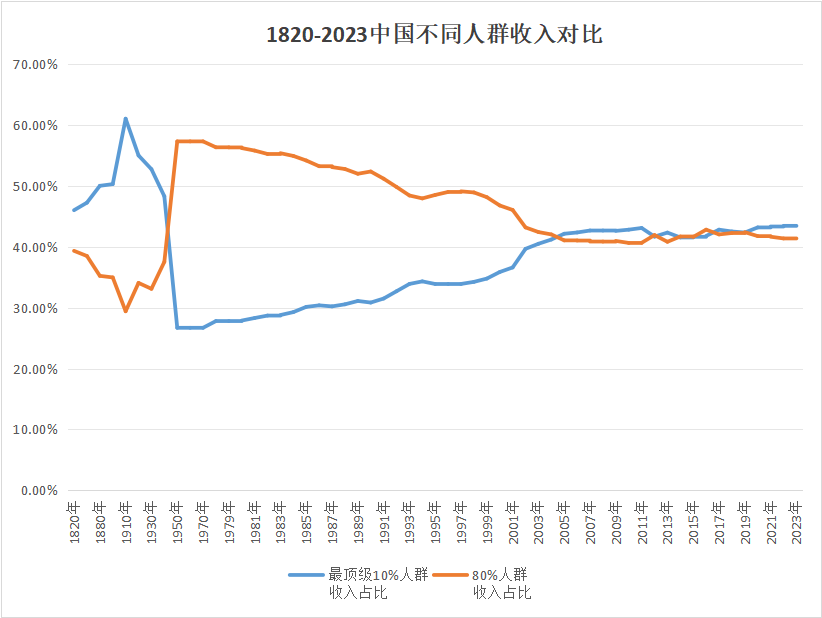 1820-2023中国不同人群收入对比
70.00%
60.00%
50.00%
40.00%
30.00%
20.00%
10.00%
0.00%
1820年
1880年
1910年
1930年
1950年
1970年
1979年
1981年
1983年
1985年
1987年
1989年
1991年
1993年
1995年
1997年
1999年
2001年
2003年
2005年
2007年
2009年
2011年
2013年
2015年
2017年
2019年
2021年
2023年
最顶级10%人群
收入占比
80%人群
收入占比